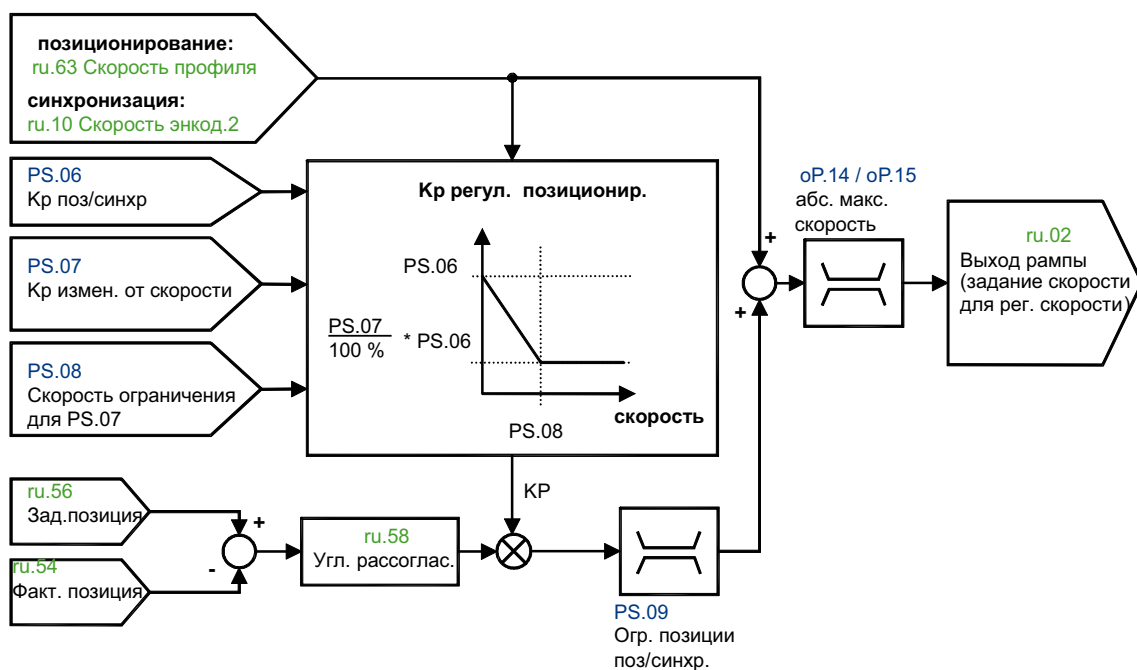 позиционирование:
ru.63 Скорость профиля
синхронизация:
ru.10 Скорость энкод.2
PS.06
Kp поз/синхр
PS.07
Kp измен. от скорости
PS.08
Скорость ограничения
для PS.07
Kp регул. позиционир.
PS.06
PS.07
100 %
* PS.06
скорость
PS.08
oP.14 / oP.15
абс. макс.
скорость
+
+
ru.02
Выход рампы
(задание скорости
для рег. скорости)
KP
ru.56
Зад.позиция
ru.54
Факт. позиция
+
-
ru.58
Угл. рассоглас.
PS.09
Огр. позиции
поз/синхр.